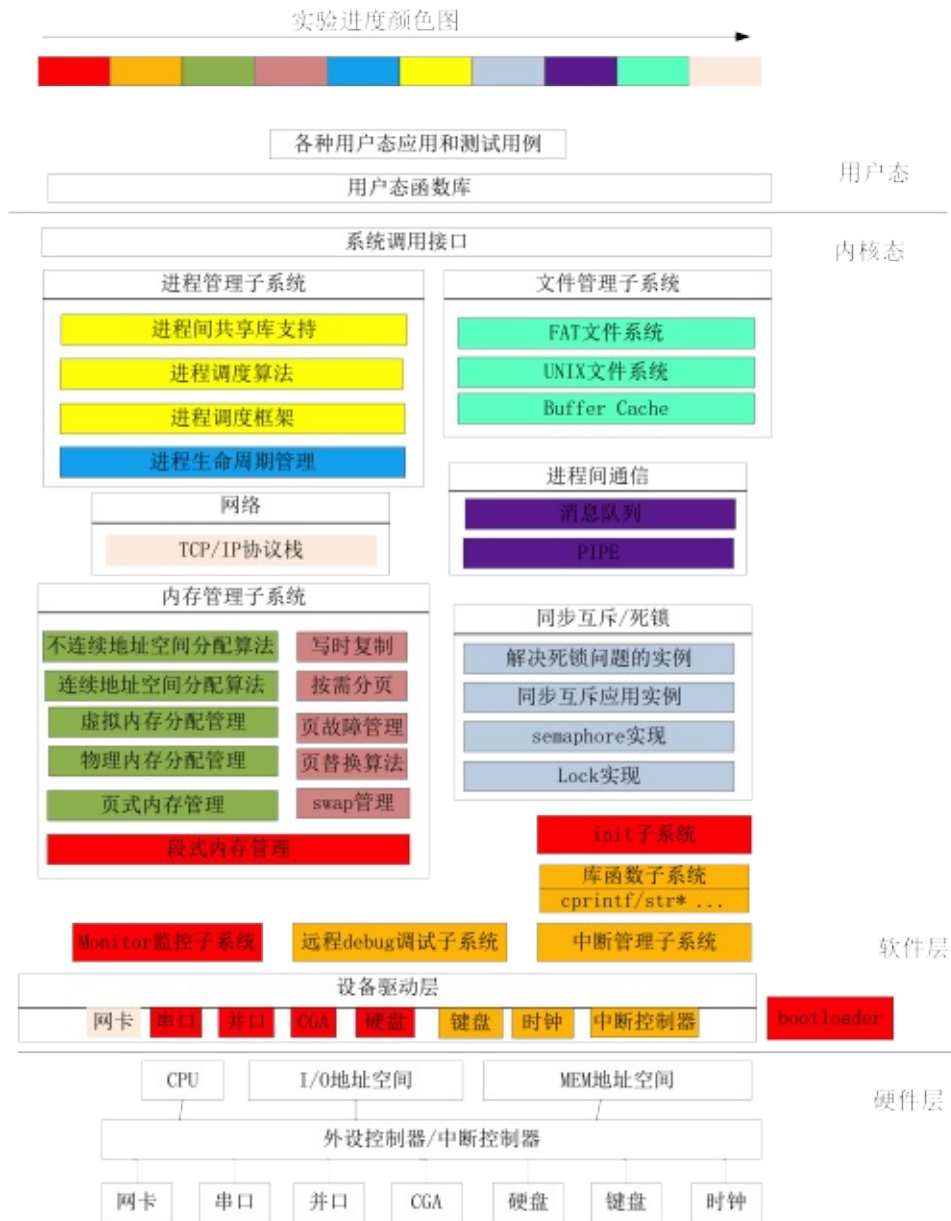 实验进度颜色图
各种用户态应用和测试用例
用户态函数库
用户态
系统调用接口
内核态
进程管理子系统
进程间共享库支持
进程调度算法
进程调度框架
进程生命周期管理
文件管理子系统
FAT文件系统
UNIX文件系统
Buffer Cache
网络
TCP/IP协议栈
进程间通信
消息队列
PIPE
内存管理子系统
不连续地址空间分配算法
连续地址空间分配算法
虚拟内存分配管理
物理内存分配管理
页式内存管理
写时复制
按需分页
页故障管理
页替换算法
swap管理
段式内存管理
同步互斥/死锁
解决死锁问题的实例
同步互斥应用实例
semaphore实现
Lock实现
init子系统
库函数子系统
cprintf/str* ...
Monitor监控子系统
远程debug调试子系统
中断管理子系统
软件层
设备驱动层
网卡
串口
并口
CGA
硬盘
键盘
时钟
中断控制器
bootloader
CPU
I/O地址空间
MEM地址空间
硬件层
外设控制器/中断控制器
网卡
串口
并口
CGA
硬盘
键盘
时钟